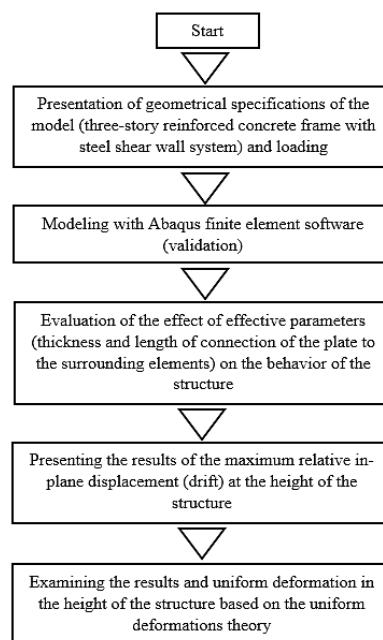 Start
Presentation of geometrical specifications of the
model (three-story reinforced concrete frame with
steel shear wall system) and loading
Modeling with Abaqus finite element software
(validation)
Evaluation of the effect of effective parameters
(thickness and length of connection of the plate to
the surrounding elements) on the behavior of the
structure
Presenting the results of the maximum relative in-
plane displacement (drift) at the height of the
structure
Examining the results and uniform deformation in
the height of the structure based on the uniform
deformations theory